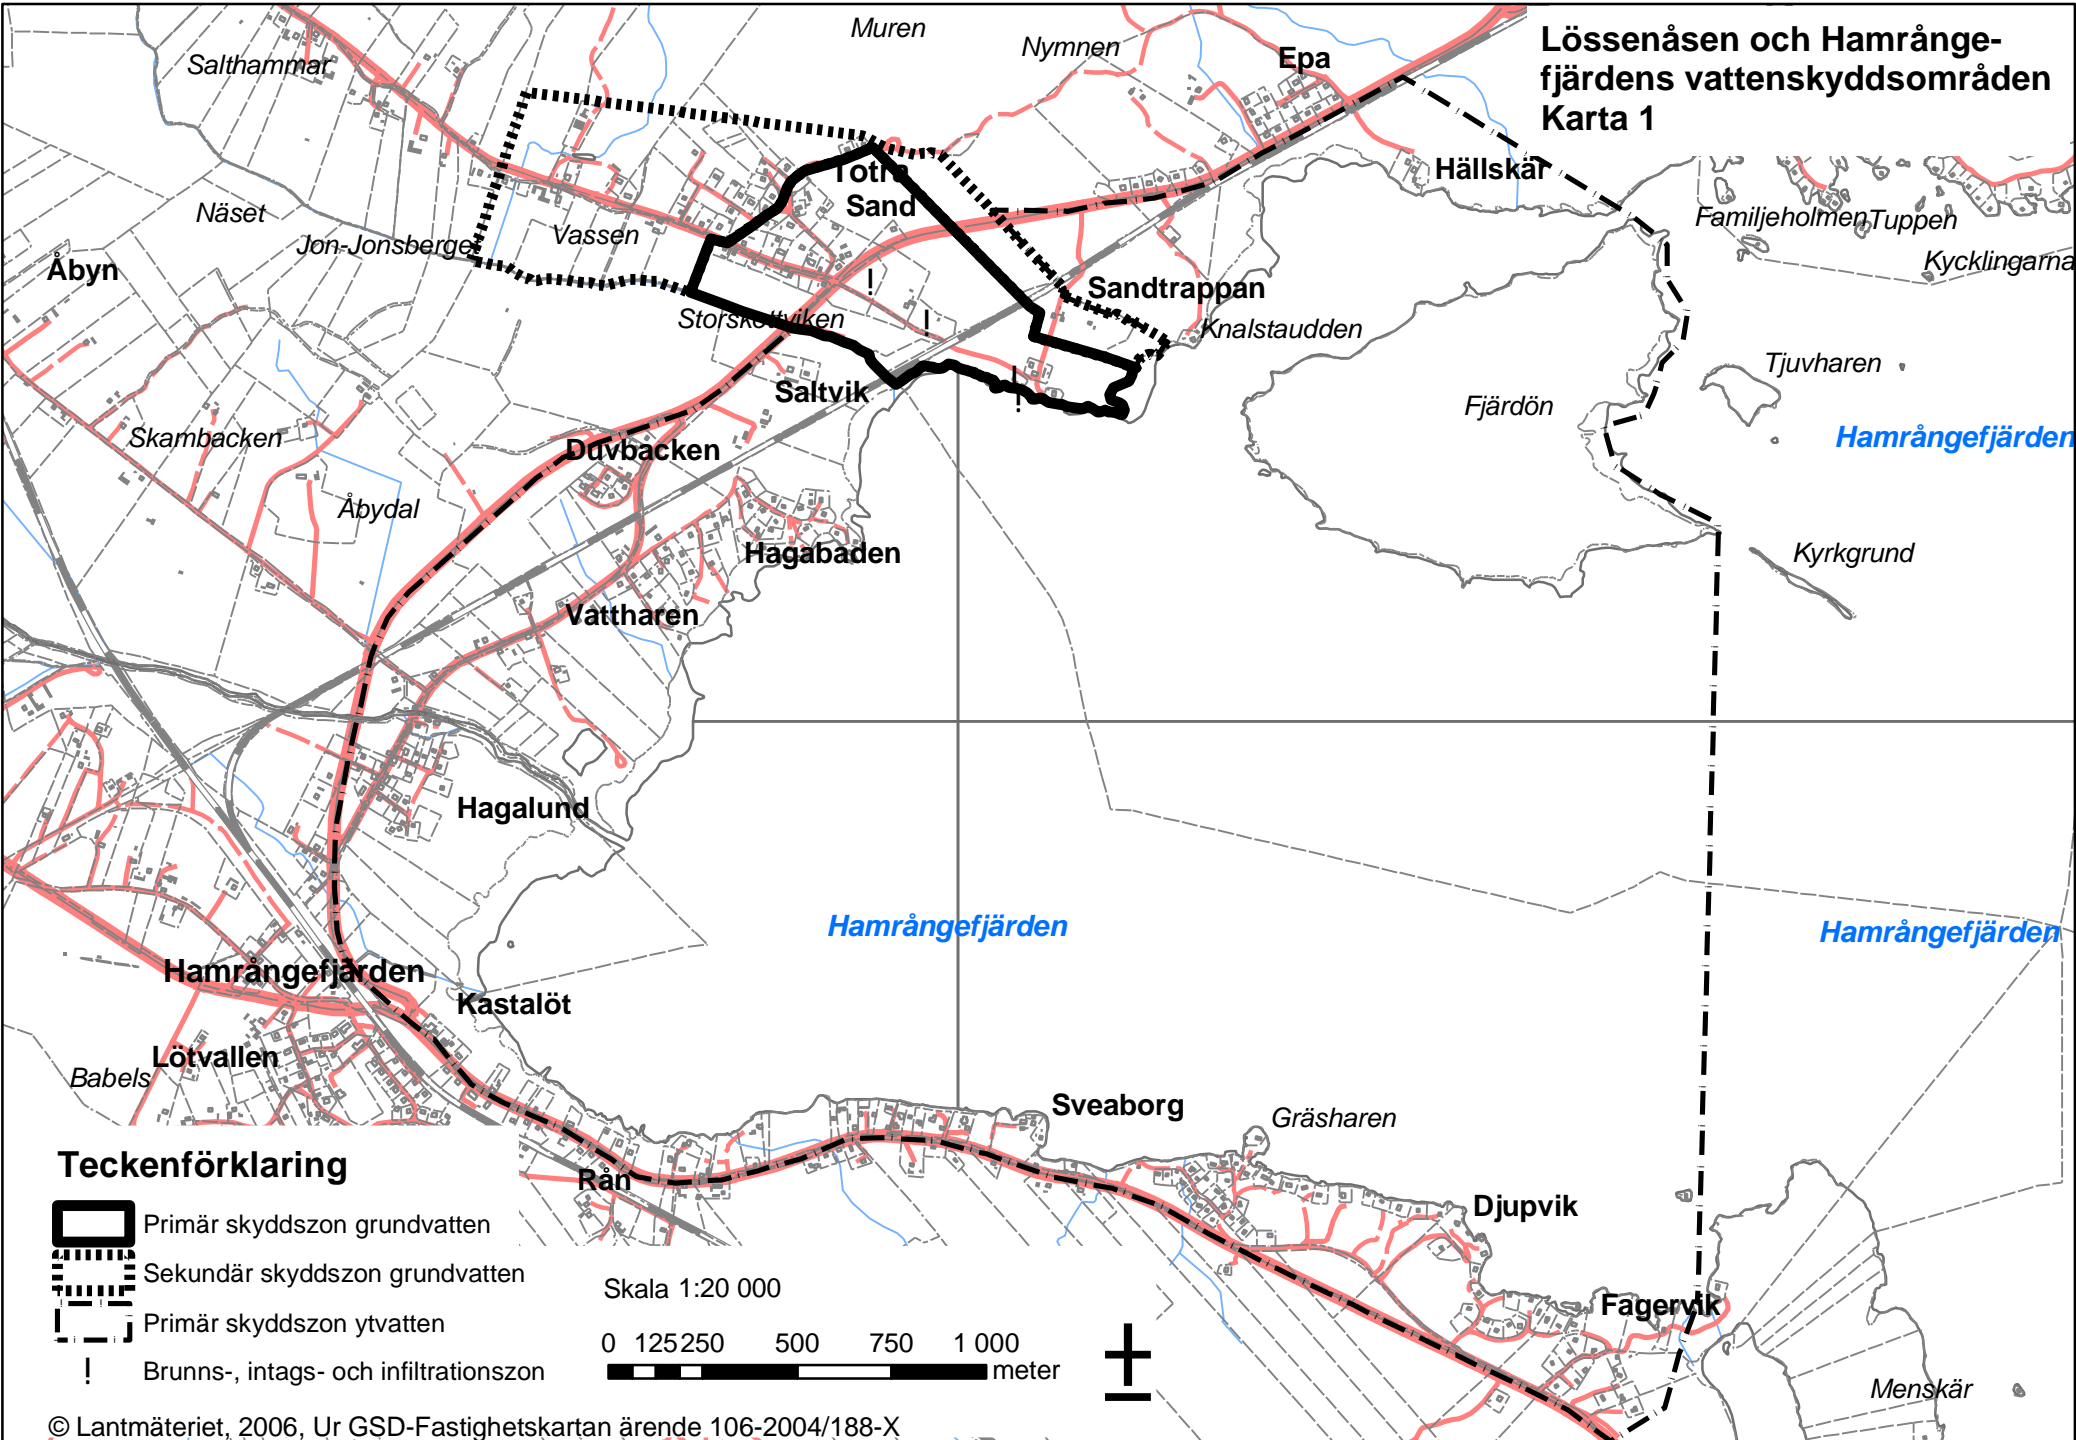 Lössenåsen och Hamrånge-
fjärdens vattenskyddsområden
Karta 1
Muren
Nymnen
Epa
Salthammar
Hällskär
Totra
Sand
Näset
Vassen
Jon-Jonsberget
Åbyn
Familjeholmen
Tuppen
Kycklingarna
Sandtrappan
Storskottviken
Knalstaudden
Tjuvharen
Saltvik
Fjärdön
Skambacken
Duvbacken
Hamrångefjärden
Åbydal
Hagabaden
Kyrkgrund
Vattharen
Hagalund
Hamrångefjärden
Hamrångefjärden
Hamrångefjärden
Kastalöt
Lötvallen
Babels
Sveaborg
Gräsharen
Rån
Djupvik
Fagervik
Menskär
Teckenförklaring
Primär skyddszon grundvatten
Sekundär skyddszon grundvatten
Primär skyddszon ytvatten
Brunns-, intags- och infiltrationszon
Skala 1:20 000
0 125 250 500 750 1 000
meter
© Lantmäteriet, 2006, Ur GSD-Fastighetskartan ärende 106-2004/188-X